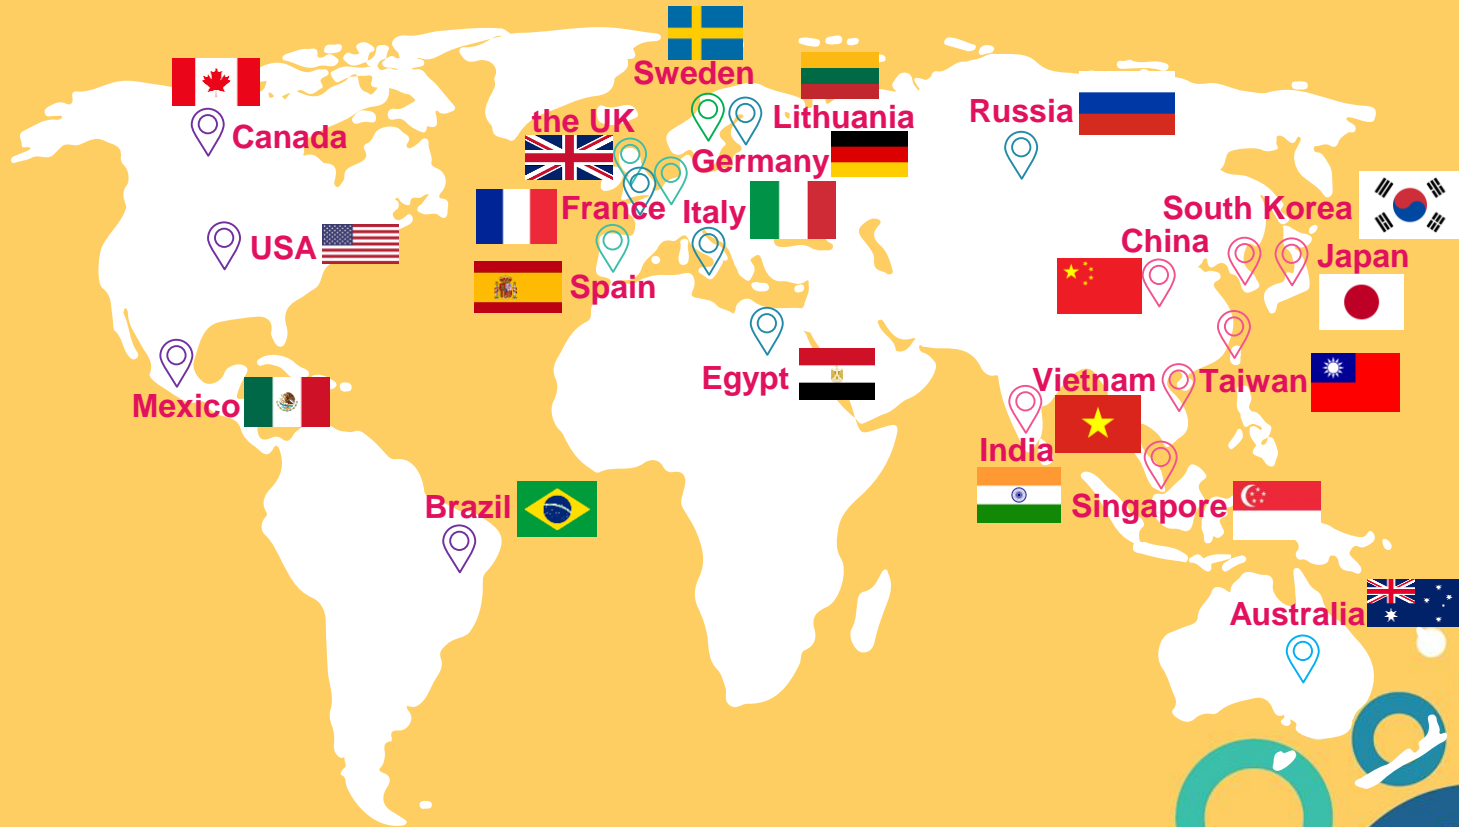 Sweden
Canada
the UK
Lithuania
Russia
Germany
France
Italy
South Korea
USA
China
Japan
Spain
Egypt
Vietnam
Taiwan
Mexico
India
Brazil
Singapore
Australia